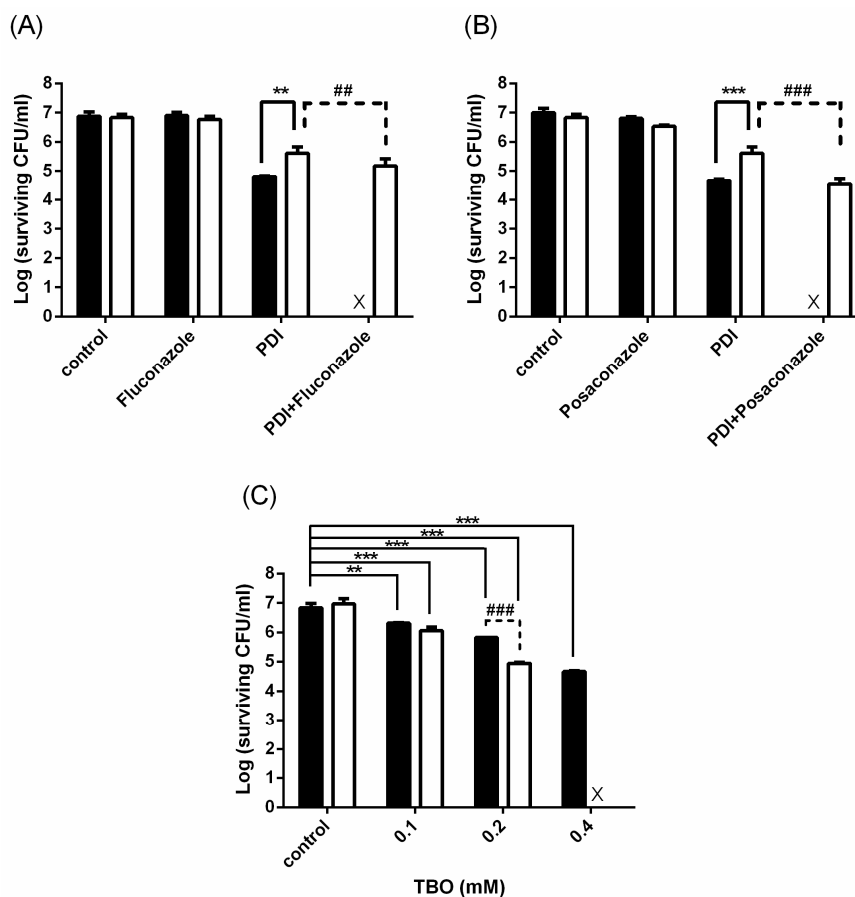 (A)
Log (surviving CFU/ml)
8
7
6
5
4
3
2
1
0
**
##
X
control
Fluconazole
PDI
PDI+Fluconazole
(B)
Log (surviving CFU/ml)
8
7
6
5
4
3
2
1
0
***
###
X
control
Posaconazole
PDI
PDI+Posaconazole
(C)
Log (surviving CFU/ml)
8
7
6
5
4
3
2
1
0
***
***
***
***
**
###
X
control
0.1
0.2
0.4
TBO (mM)